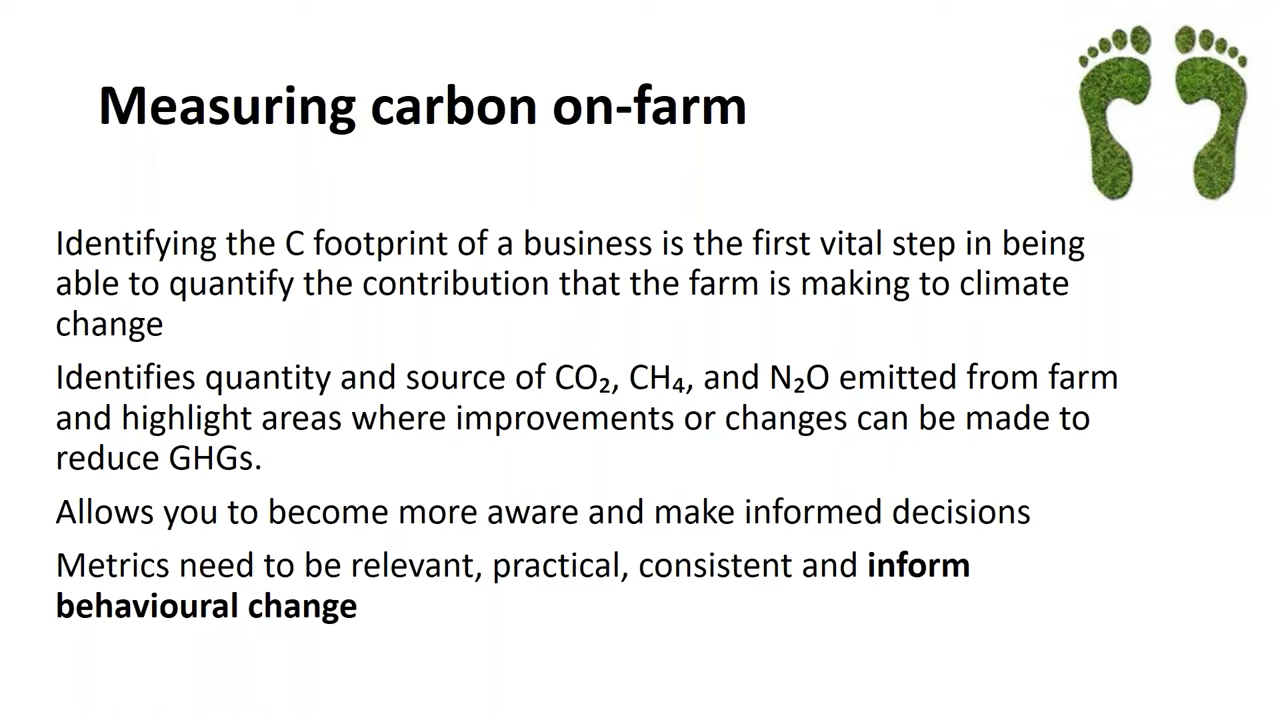 Measuring carbon on-farm
Identifying the C footprint of a business is the first vital step in being
able to quantify the contribution that the farm is making to climate
change
Identifies quantity and source of CO₂, CH₄, and N₂O emitted from farm
and highlight areas where improvements or changes can be made to
reduce GHGs.
Allows you to become more aware and make informed decisions
Metrics need to be relevant, practical, consistent and inform
behavioural change